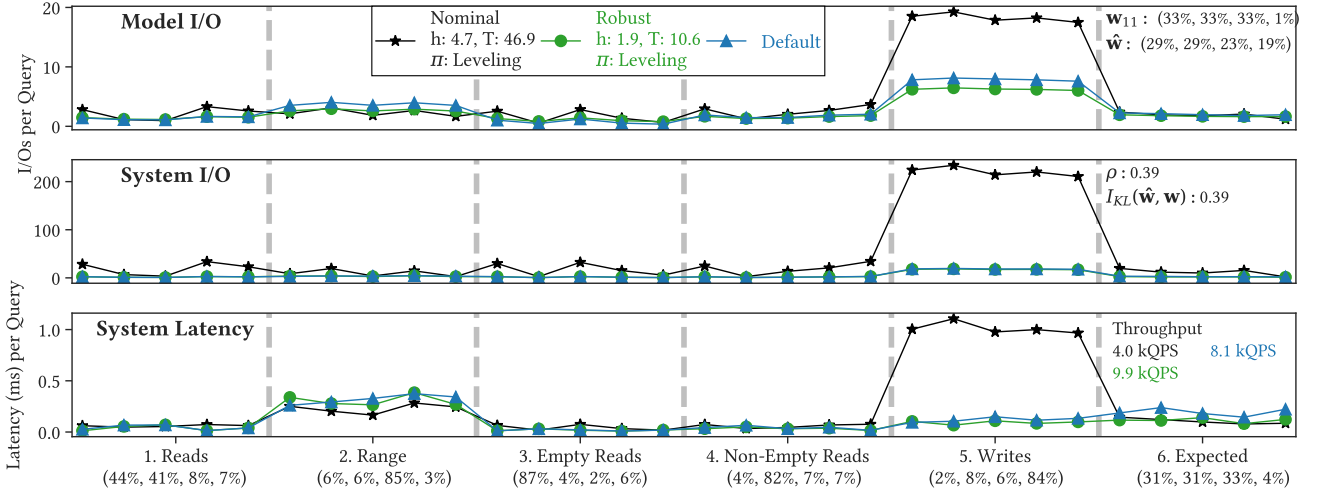 I/Os per Query
Model I/O
20
10
0
Nominal
h: 4.7, T: 46.9
π: Leveling
Robust
h: 1.9, T: 10.6
π: Leveling
Default
w₁₁ : (33%, 33%, 33%, 1%)
ŵ : (29%, 29%, 23%, 19%)
System I/O
200
100
0
ρ : 0.39
I_KL(ŵ, w) : 0.39
Latency (ms) per Query
System Latency
1.0
0.5
0.0
Throughput
4.0 kQPS 8.1 kQPS
9.9 kQPS
1. Reads
(44%, 41%, 8%, 7%)
2. Range
(6%, 6%, 85%, 3%)
3. Empty Reads
(87%, 4%, 2%, 6%)
4. Non-Empty Reads
(4%, 82%, 7%, 7%)
5. Writes
(2%, 8%, 6%, 84%)
6. Expected
(31%, 31%, 33%, 4%)